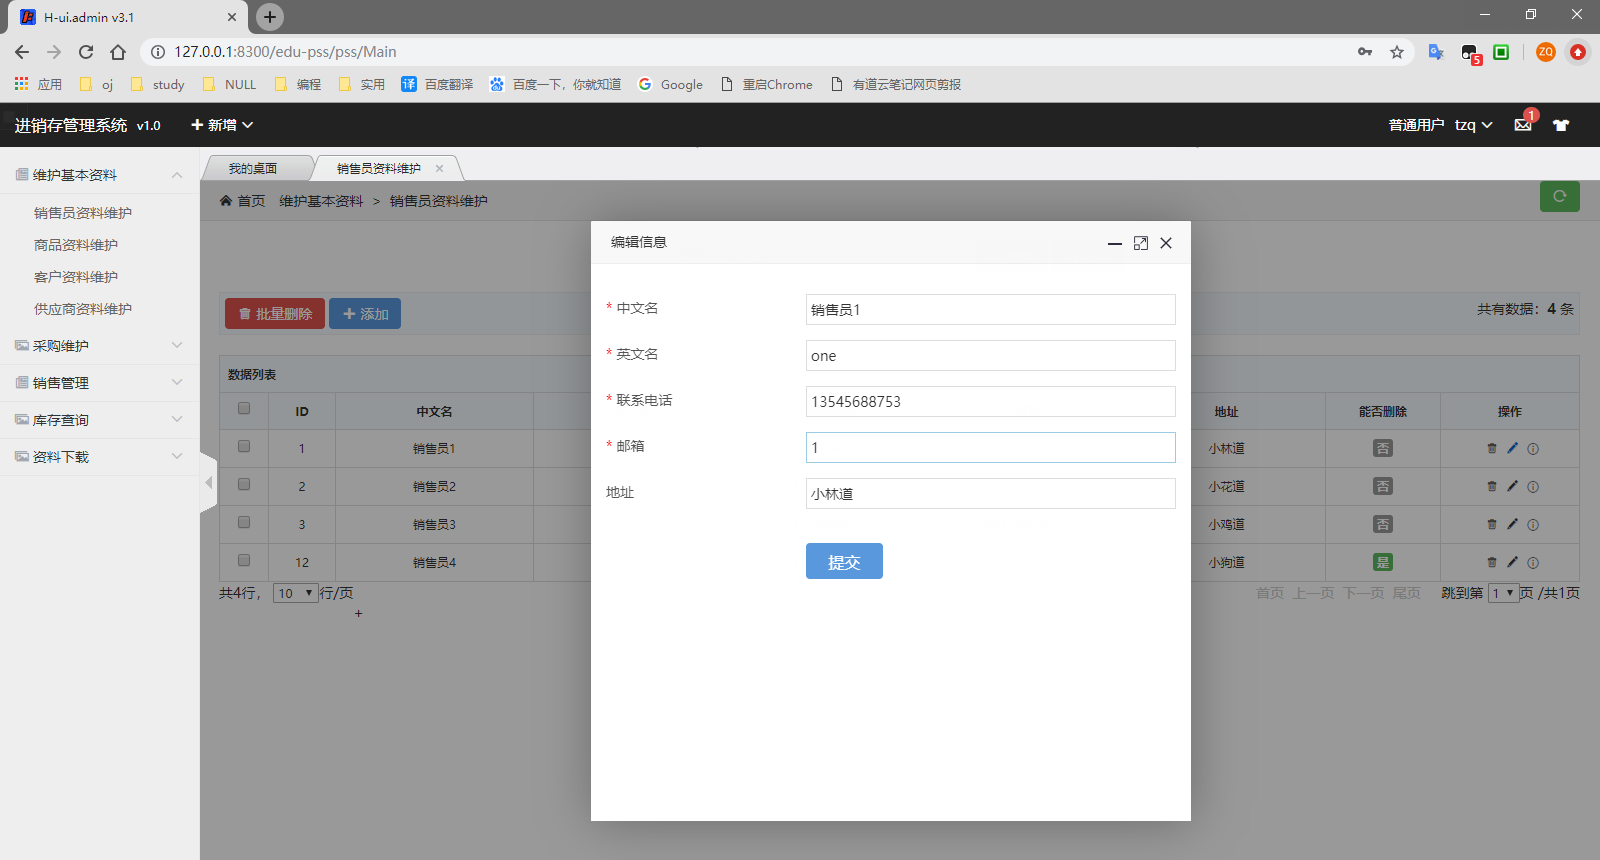 H-ui.admin v3.1
127.0.0.1:8300/edu-pss/pss/Main
ZQ
5
应用 oj study NULL 编程 实用 译 百度翻译 百度一下，你就知道 Google 重启Chrome 有道云笔记网页剪报
进销存管理系统 v1.0 新增 普通用户 tzq 1
维护基本资料
销售员资料维护
商品资料维护
客户资料维护
供应商资料维护
采购维护
销售管理
库存查询
资料下载
我的桌面 销售员资料维护
首页 维护基本资料 > 销售员资料维护
批量删除 添加 共有数据：4 条
数据列表
ID 中文名 地址 能否删除 操作
1 销售员1 小林道 否
2 销售员2 小花道 否
3 销售员3 小鸡道 否
12 销售员4 小狗道 是
共4行， 10 行/页 首页 上一页 下一页 尾页 跳到第 1 页 /共1页
编辑信息
* 中文名 销售员1
* 英文名 one
* 联系电话 13545688753
* 邮箱 1
地址 小林道
提交